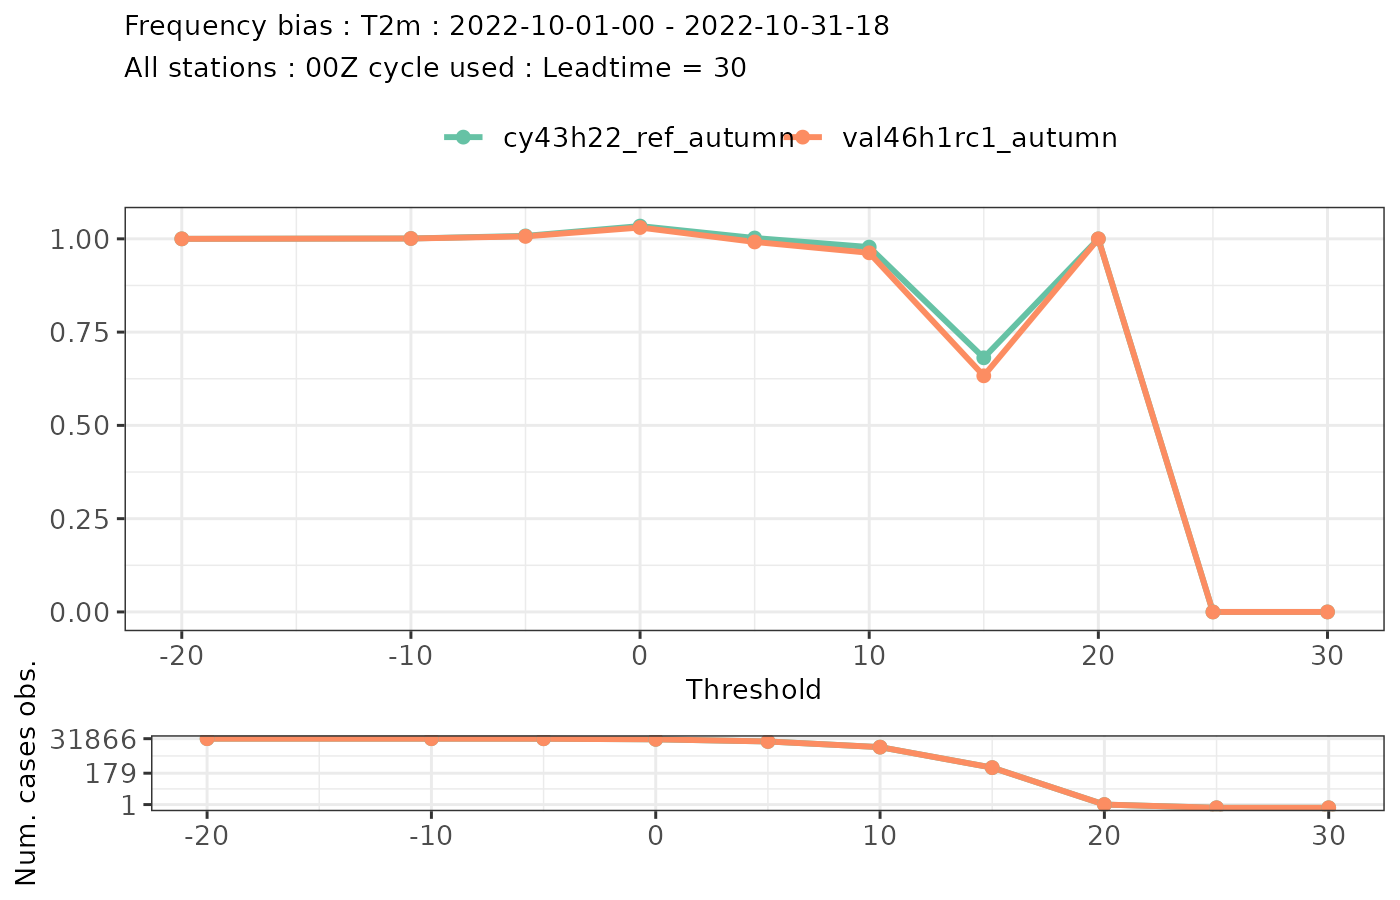 Frequency bias : T2m : 2022-10-01-00 - 2022-10-31-18
All stations : 00Z cycle used : Leadtime = 30
cy43h22_ref_autumn val46h1rc1_autumn
1.00
0.75
0.50
0.25
0.00
-20 -10 0 10 20 30
Threshold
Num. cases obs.
31866
179
1
-20 -10 0 10 20 30